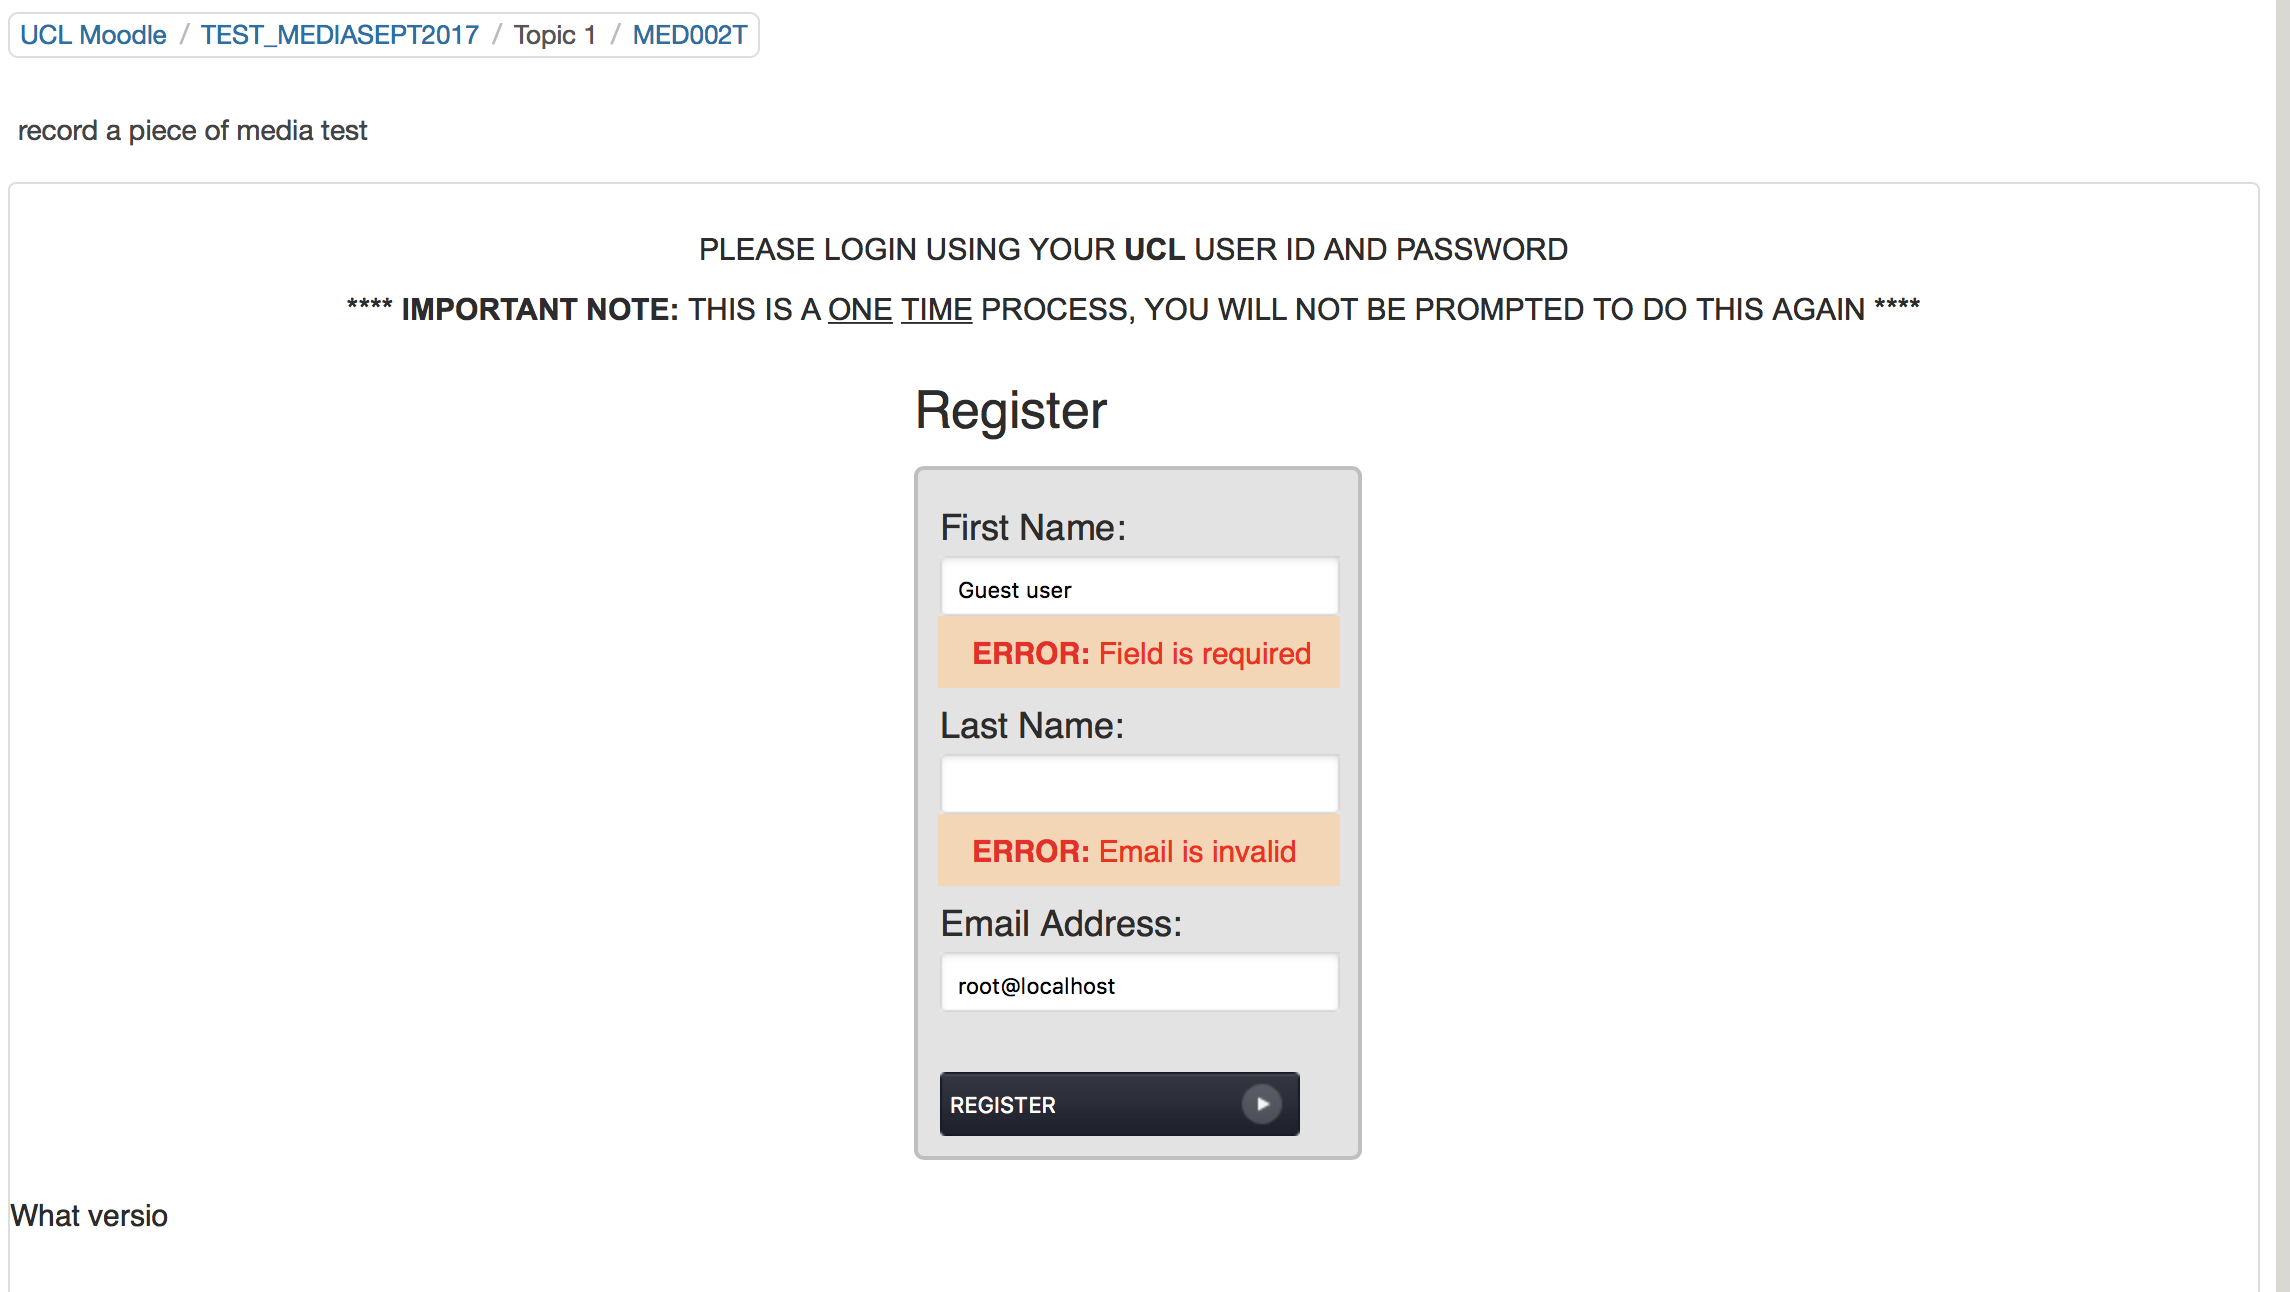 UCL Moodle / TEST_MEDIASEPT2017 / Topic 1 / MED002T
record a piece of media test
PLEASE LOGIN USING YOUR UCL USER ID AND PASSWORD
**** IMPORTANT NOTE: THIS IS A ONE TIME PROCESS, YOU WILL NOT BE PROMPTED TO DO THIS AGAIN ****
Register
First Name:
Guest user
ERROR: Field is required
Last Name:
ERROR: Email is invalid
Email Address:
root@localhost
REGISTER
What versio